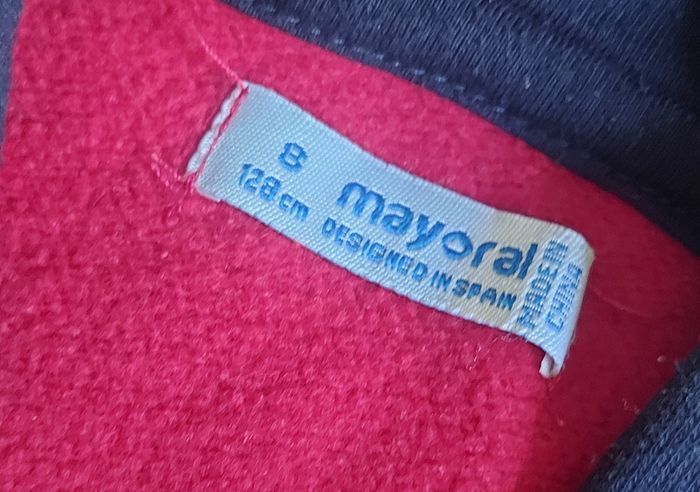 8
128cm
mayoral
DESIGNED IN SPAIN
MADE IN
CHINA